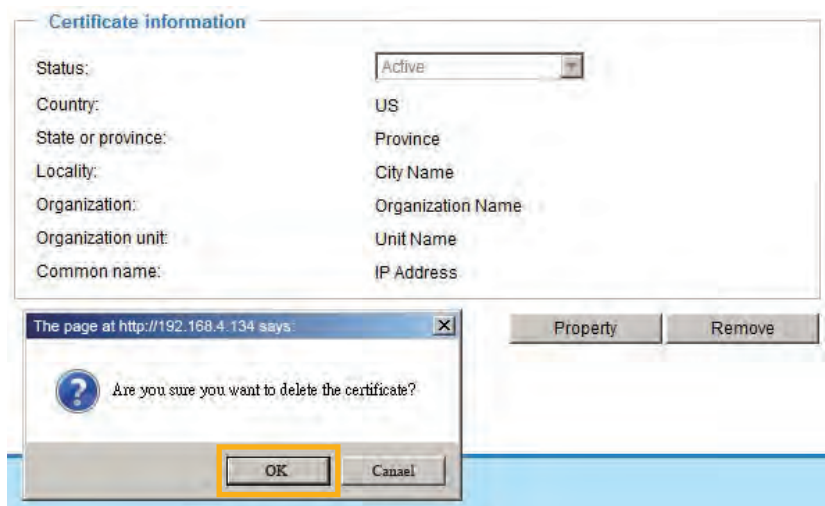 Certificate information
Status: Active
Country: US
State or province: Province
Locality: City Name
Organization: Organization Name
Organization unit: Unit Name
Common name: IP Address
The page at http://192.168.4.134 says:
Property Remove
Are you sure you want to delete the certificate?
OK Canael